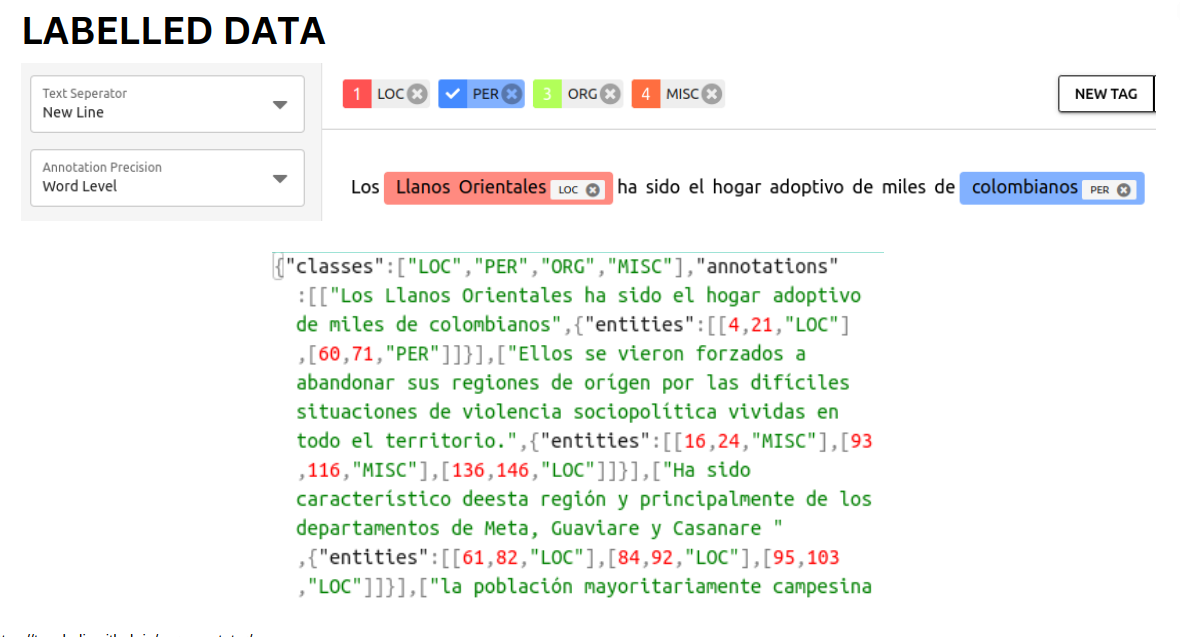 LABELLED DATA
Text Seperator
New Line
Annotation Precision
Word Level
1 LOC PER 3 ORG 4 MISC
NEW TAG
Los Llanos Orientales LOC ha sido el hogar adoptivo de miles de colombianos PER
{"classes":["LOC","PER","ORG","MISC"],"annotations"
:[["Los Llanos Orientales ha sido el hogar adoptivo
de miles de colombianos",{"entities":[[4,21,"LOC"]
,[60,71,"PER"]]}],["Ellos se vieron forzados a
abandonar sus regiones de orígen por las difíciles
situaciones de violencia sociopolítica vividas en
todo el territorio.",{"entities":[[16,24,"MISC"],[93
,116,"MISC"],[136,146,"LOC"]]}],["Ha sido
característico deesta región y principalmente de los
departamentos de Meta, Guaviare y Casanare "
,{"entities":[[61,82,"LOC"],[84,92,"LOC"],[95,103
,"LOC"]]}],["la población mayoritariamente campesina